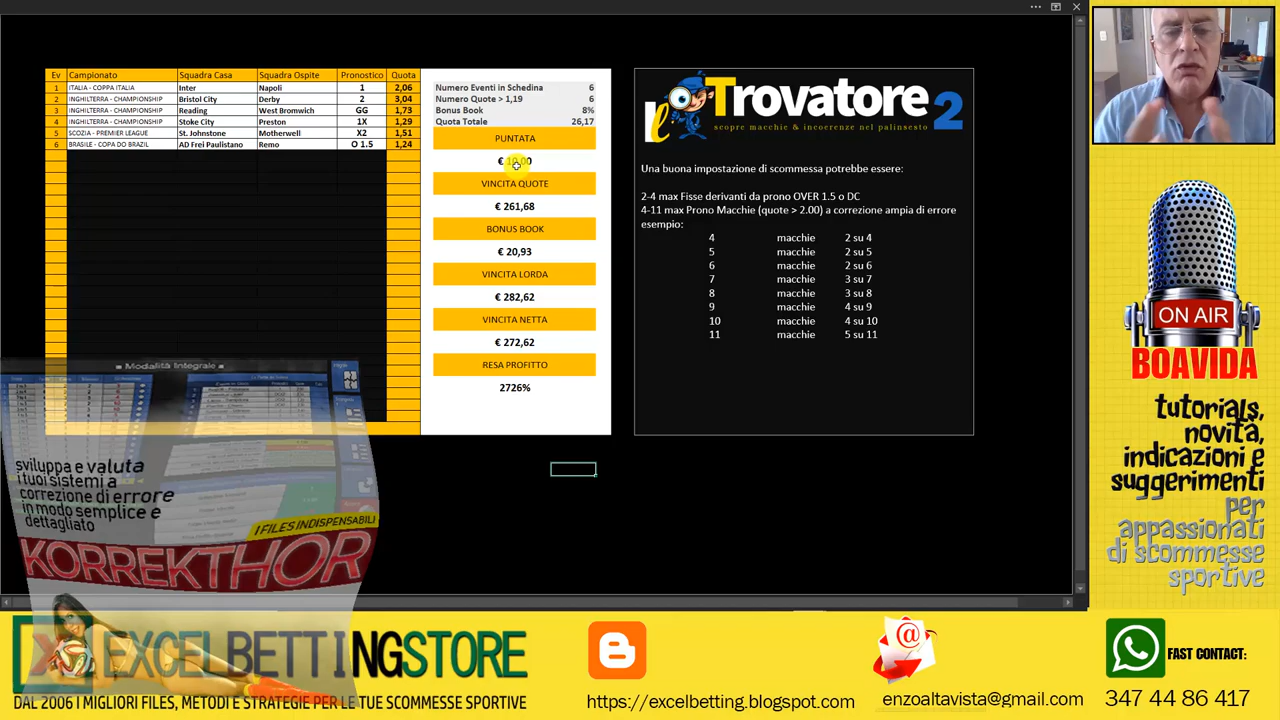 Ev Campionato Squadra Casa Squadra Ospite Pronostico Quota
1 ITALIA - COPPA ITALIA Inter Napoli 1 2,06
2 INGHILTERRA - CHAMPIONSHIP Bristol City Derby 2 3,04
3 INGHILTERRA - CHAMPIONSHIP Reading West Bromwich GG 1,73
4 INGHILTERRA - CHAMPIONSHIP Stoke City Preston 1X 1,29
5 SCOZIA - PREMIER LEAGUE St. Johnstone Motherwell X2 1,51
6 BRASILE - COPA DO BRAZIL AD Frei Paulistano Remo O 1.5 1,24
Numero Eventi in Schedina 6
Numero Quote > 1,19 6
Bonus Book 8%
Quota Totale 26,17
PUNTATA
€ 10,00
VINCITA QUOTE
€ 261,68
BONUS BOOK
€ 20,93
VINCITA LORDA
€ 282,62
VINCITA NETTA
€ 272,62
RESA PROFITTO
2726%
il Trovatore 2
scopre macchie & incoerenze nel palinsesto
Una buona impostazione di scommessa potrebbe essere:
2-4 max Fisse derivanti da prono OVER 1.5 o DC
4-11 max Prono Macchie (quote > 2.00) a correzione ampia di errore
esempio:
4 macchie 2 su 4
5 macchie 2 su 5
6 macchie 2 su 6
7 macchie 3 su 7
8 macchie 3 su 8
9 macchie 4 su 9
10 macchie 4 su 10
11 macchie 5 su 11
Modalità Integrale
sviluppa e valuta
i tuoi sistemi a
correzione di errore
in modo semplice e
dettagliato
I FILES INDISPENSABILI
KORREKTHOR
ON AIR
BOAVIDA
tutorials,
novità,
indicazioni e
suggerimenti
per
appassionati
di scommesse
sportive
EXCELBETTINGSTORE
DAL 2006 I MIGLIORI FILES, METODI E STRATEGIE PER LE TUE SCOMMESSE SPORTIVE
https://excelbetting.blogspot.com
@
enzoaltavista@gmail.com
FAST CONTACT:
347 44 86 417